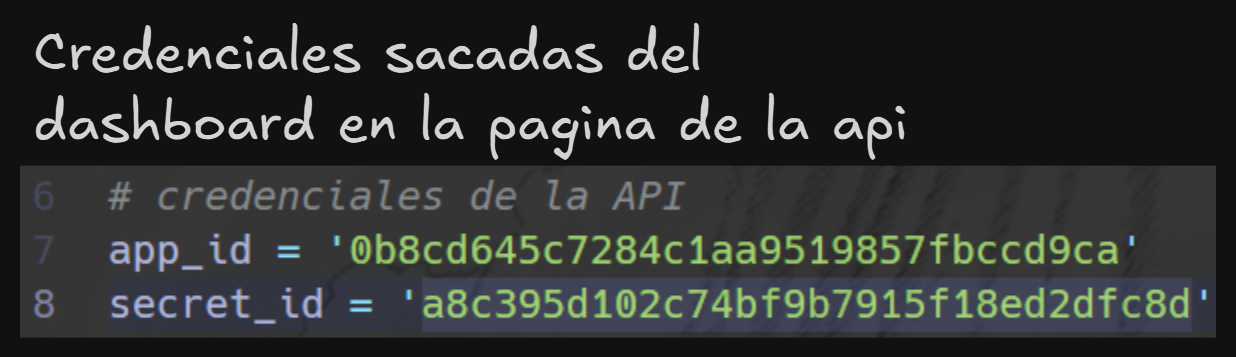 Credenciales sacadas del
dashboard en la pagina de la api
6 # credenciales de la API
7 app_id = '0b8cd645c7284c1aa9519857fbccd9ca'
8 secret_id = 'a8c395d102c74bf9b7915f18ed2dfc8d'